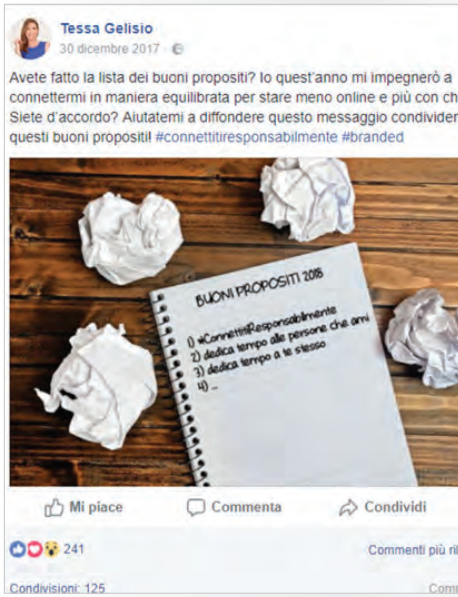 Tessa Gelisio
30 dicembre 2017
Avete fatto la lista dei buoni propositi? Io quest'anno mi impegnerò a
connettermi in maniera equilibrata per stare meno online e più con
Siete d'accordo? Aiutatemi a diffondere questo messaggio
questi buoni propositi! #connettitiresponsabilmente #branded
BUONI PROPOSITI 2018
1) #ConnettitiResponsabilmente
2) dedica tempo alle persone che ami
3) dedica tempo a te stesso
4) ...
Mi piace
Commenta
Condividi
241
Commenti più
Condivisioni: 125